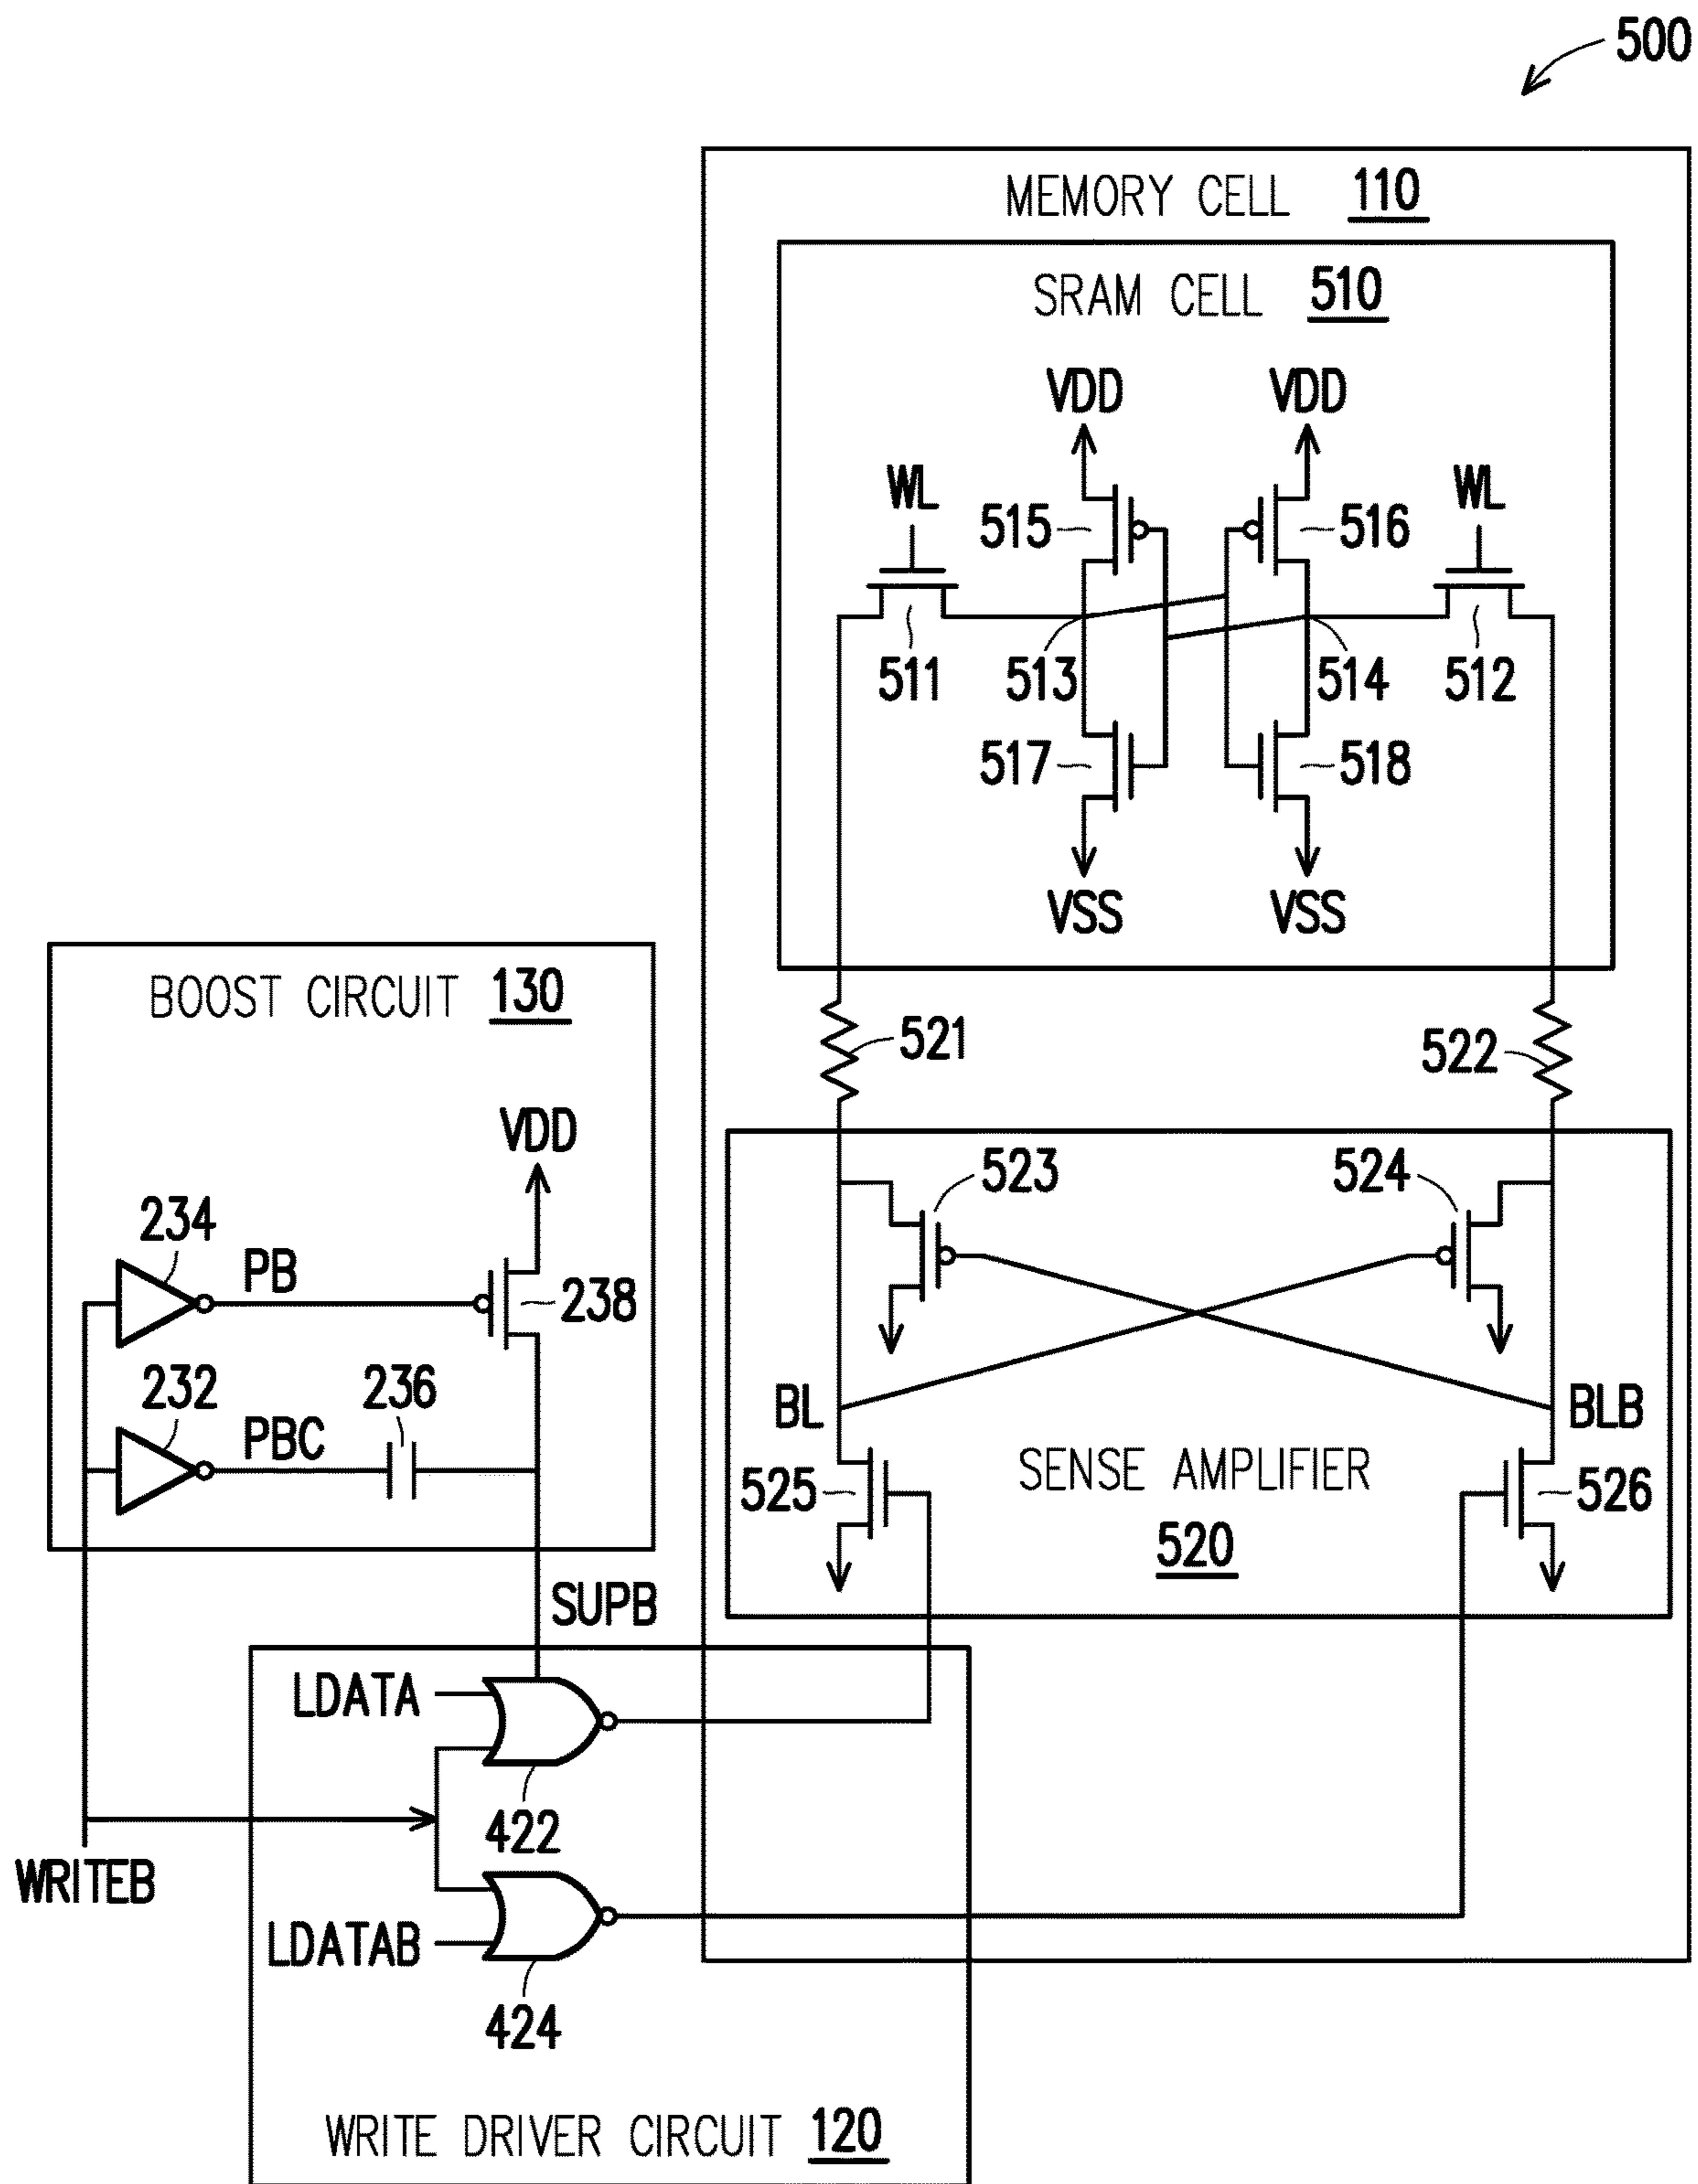 500
MEMORY CELL 110
SRAM CELL 510
VDD VDD
WL WL
515 516
511 513 514 512
517 518
VSS VSS
BOOST CIRCUIT 130
521 522
VDD
523 524
234 PB
238
232 PBC 236
BL BLB
SENSE AMPLIFIER
525 526
520
SUPB
LDATA
422
WRITEB
LDATAB
424
WRITE DRIVER CIRCUIT 120